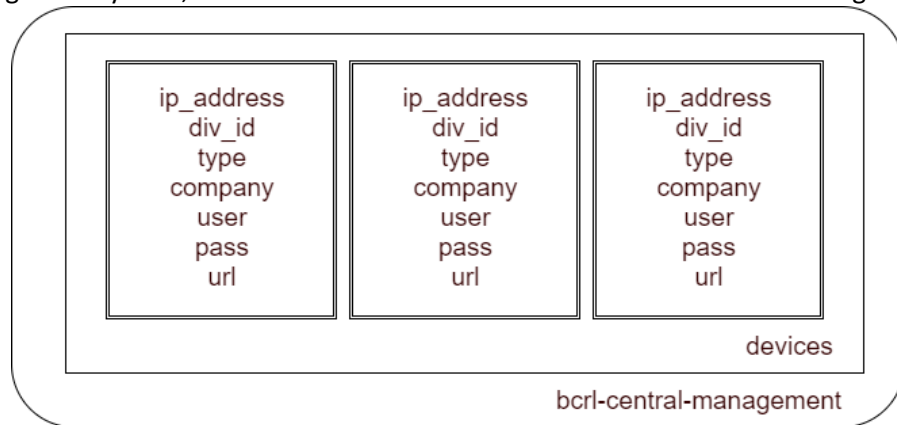 ip_address
div_id
type
company
user
pass
url
ip_address
div_id
type
company
user
pass
url
ip_address
div_id
type
company
user
pass
url
devices
bcrl-central-management